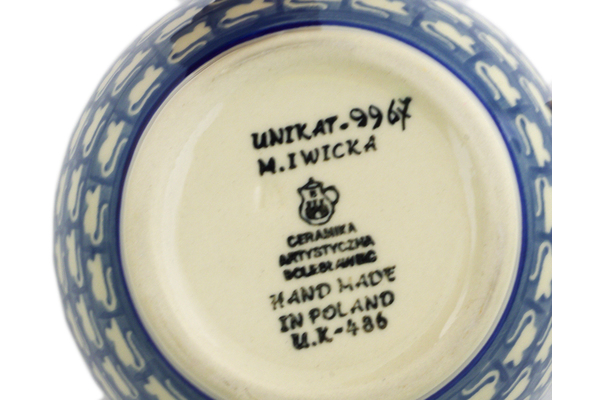 UNIKAT-9967
M.IWICKA
CERAMIKA
ARTYSTYCZNA
BOLESŁAWIEC
HAND MADE
IN POLAND
U.K-486